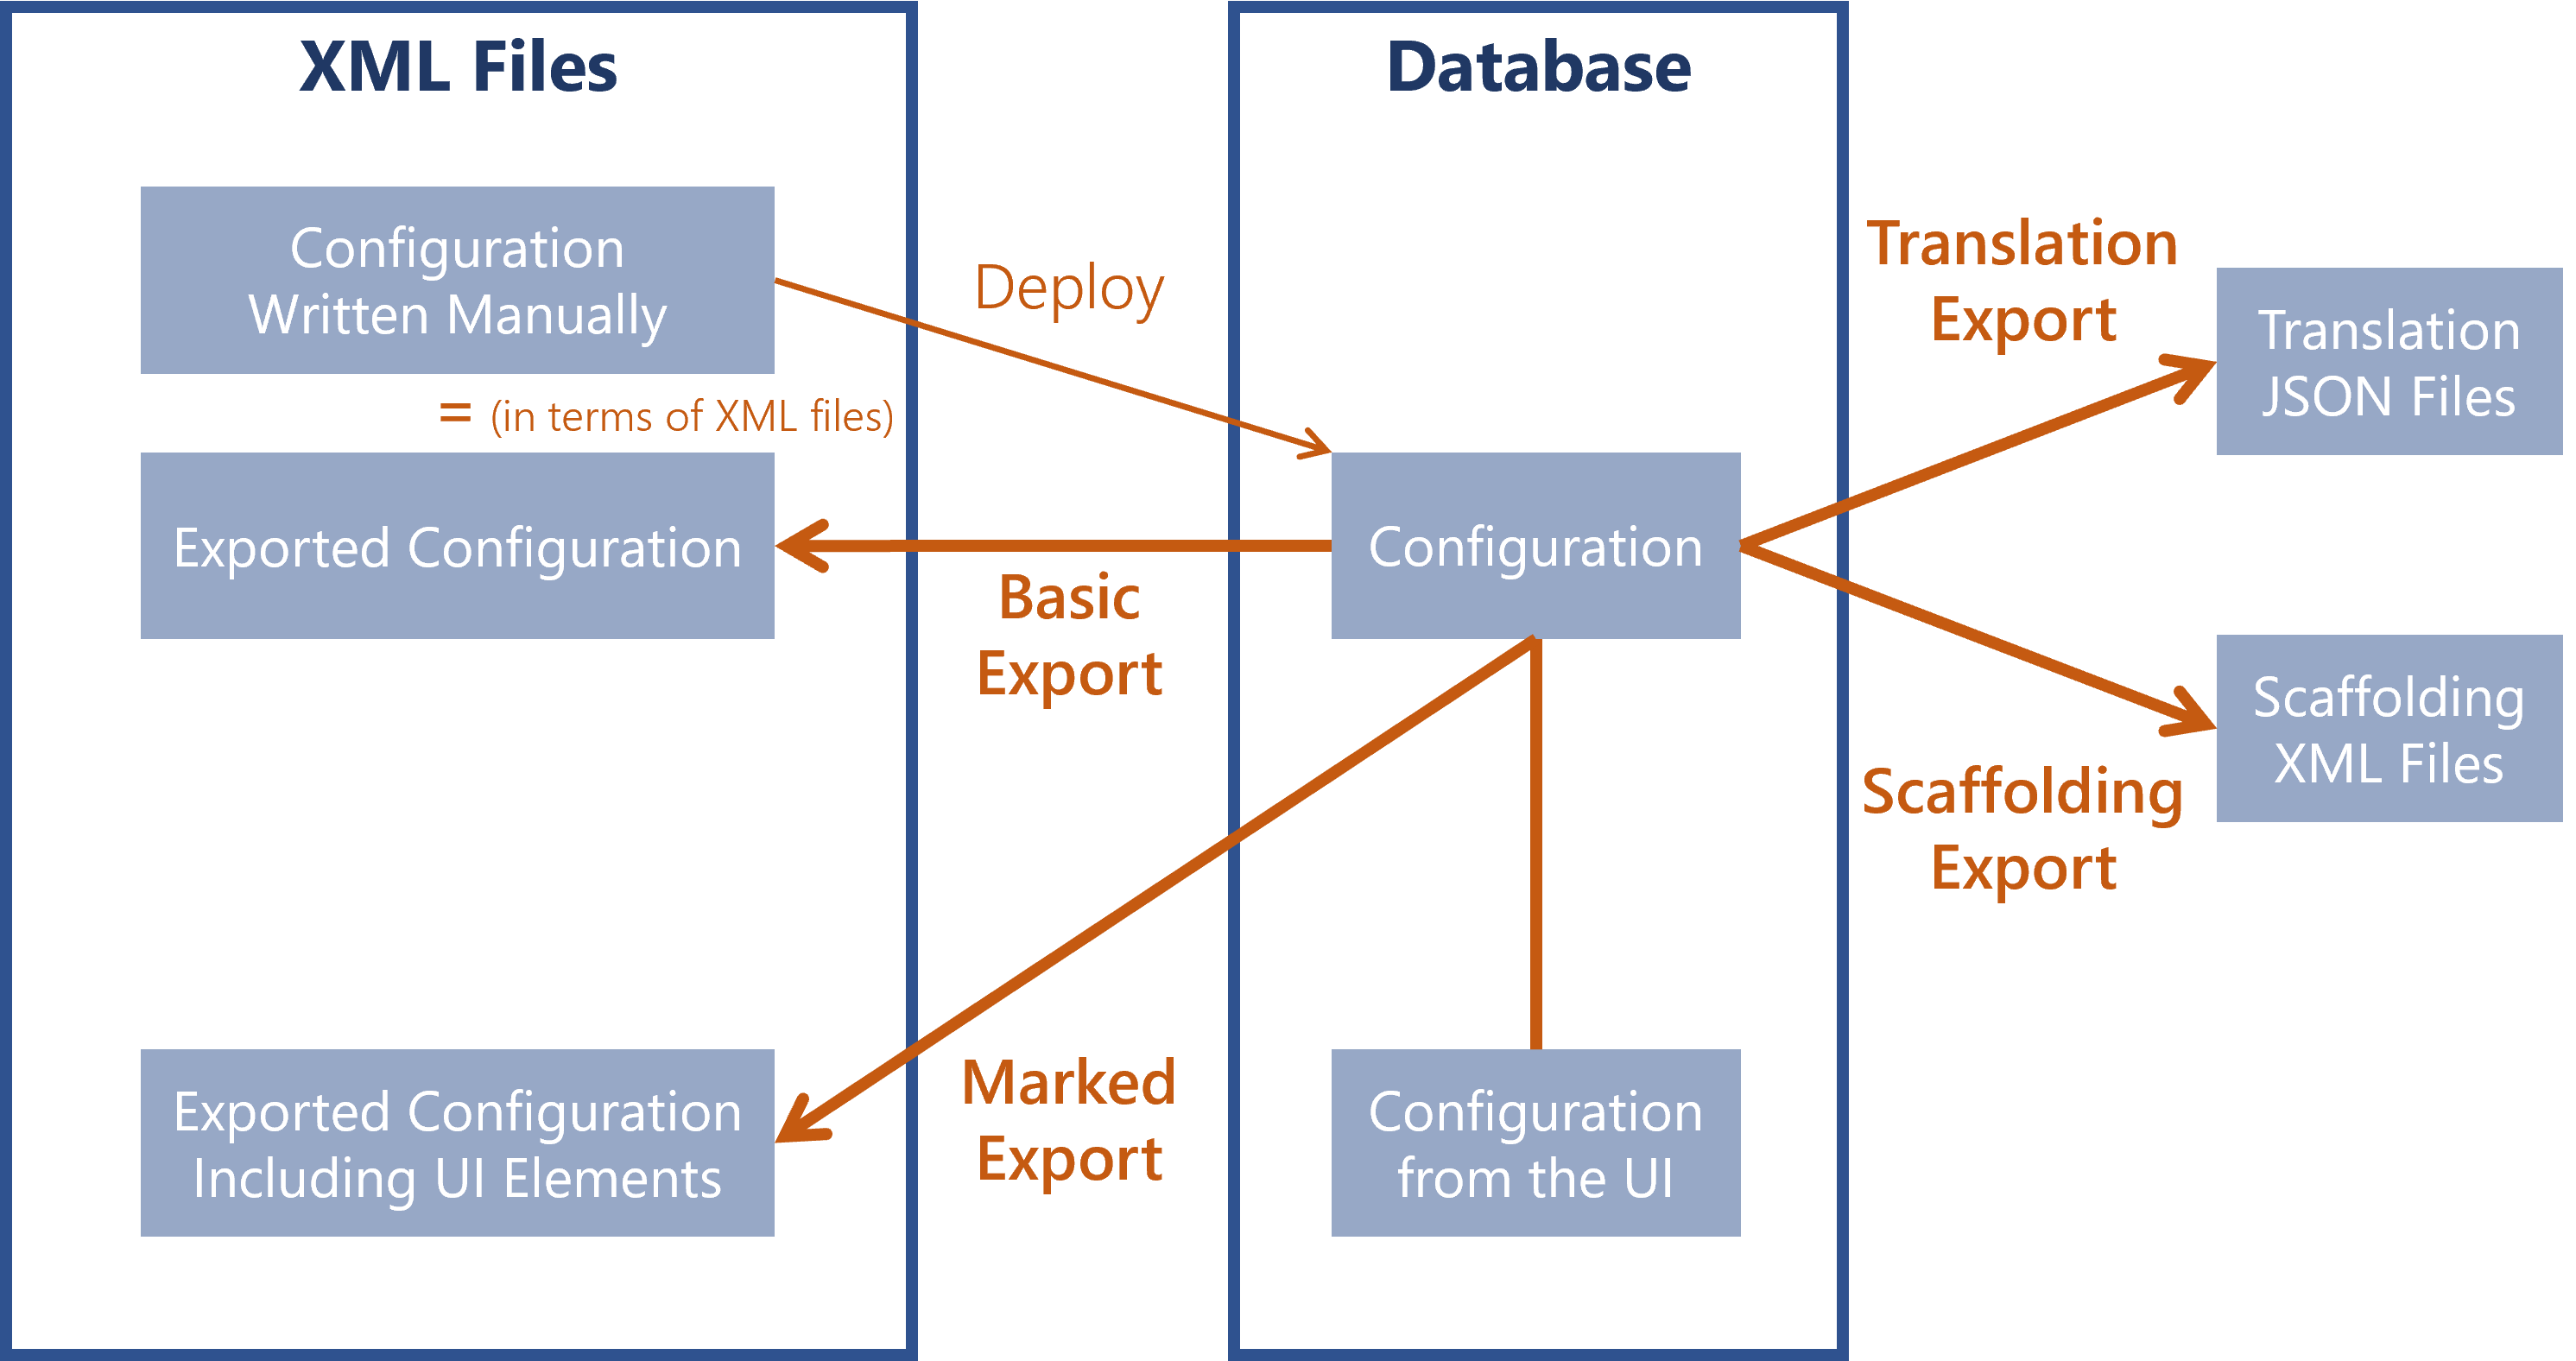 XML Files
Configuration
Written Manually
= (in terms of XML files)
Exported Configuration
Exported Configuration
Including UI Elements
Deploy
Basic
Export
Marked
Export
Database
Configuration
Configuration
from the UI
Translation
Export
Translation
JSON Files
Scaffolding
XML Files
Scaffolding
Export